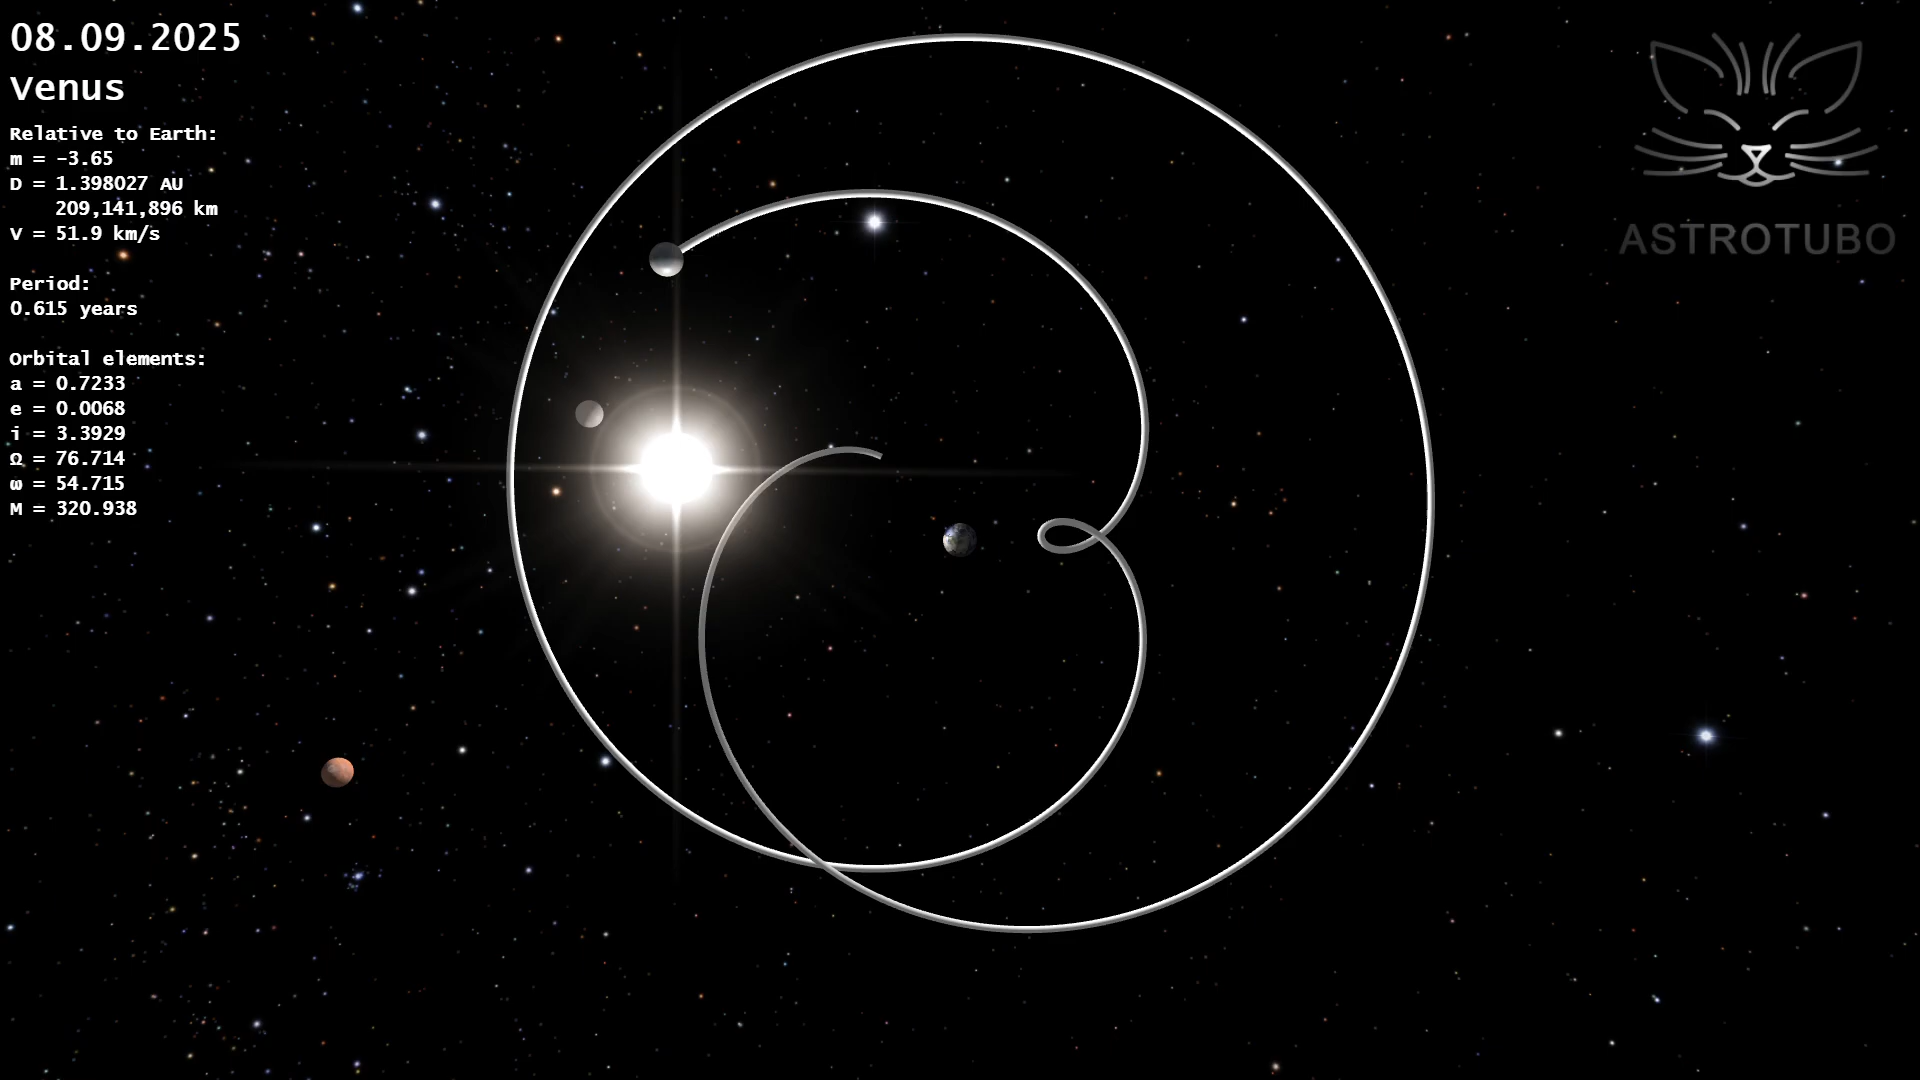 08.09.2025
Venus
Relative to Earth:
m = -3.65
D = 1.398027 AU
209,141,896 km
V = 51.9 km/s
Period:
0.615 years
Orbital elements:
a = 0.7233
e = 0.0068
i = 3.3929
Ω = 76.714
ω = 54.715
M = 320.938
ASTROTUBO